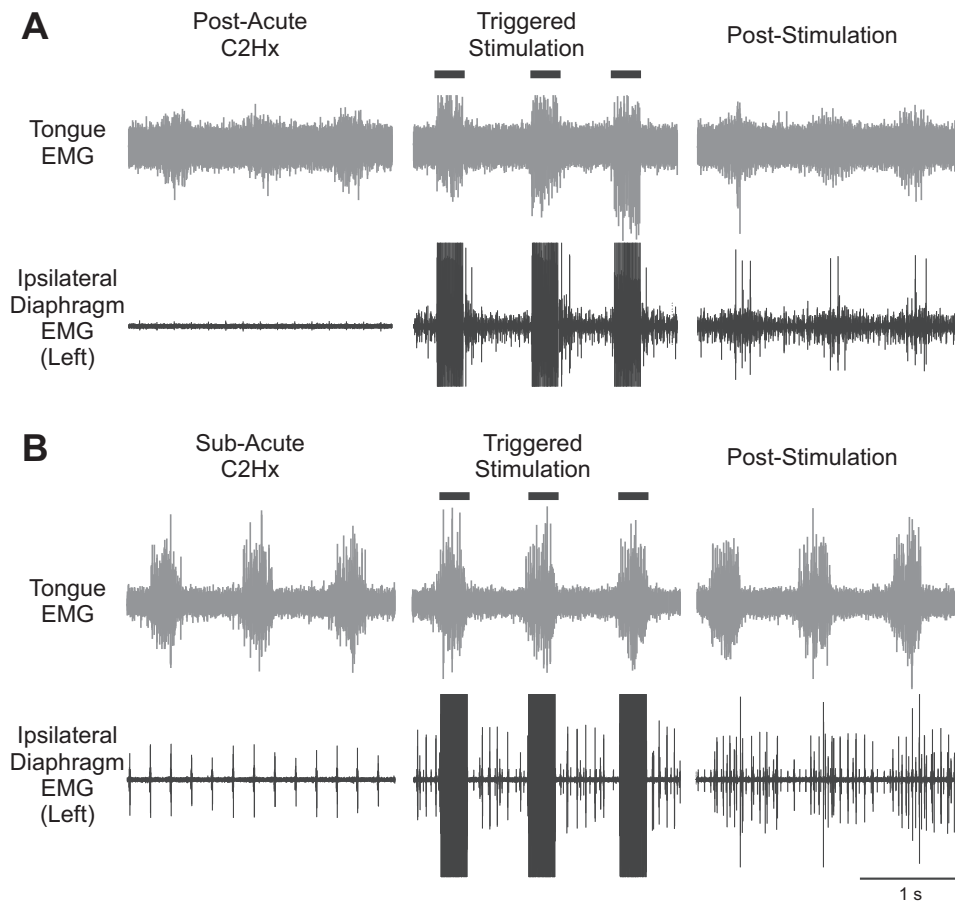 A
Post-Acute
C2Hx
Triggered
Stimulation
Post-Stimulation
Tongue
EMG
Ipsilateral
Diaphragm
EMG
(Left)
B
Sub-Acute
C2Hx
Triggered
Stimulation
Post-Stimulation
Tongue
EMG
Ipsilateral
Diaphragm
EMG
(Left)
1 s